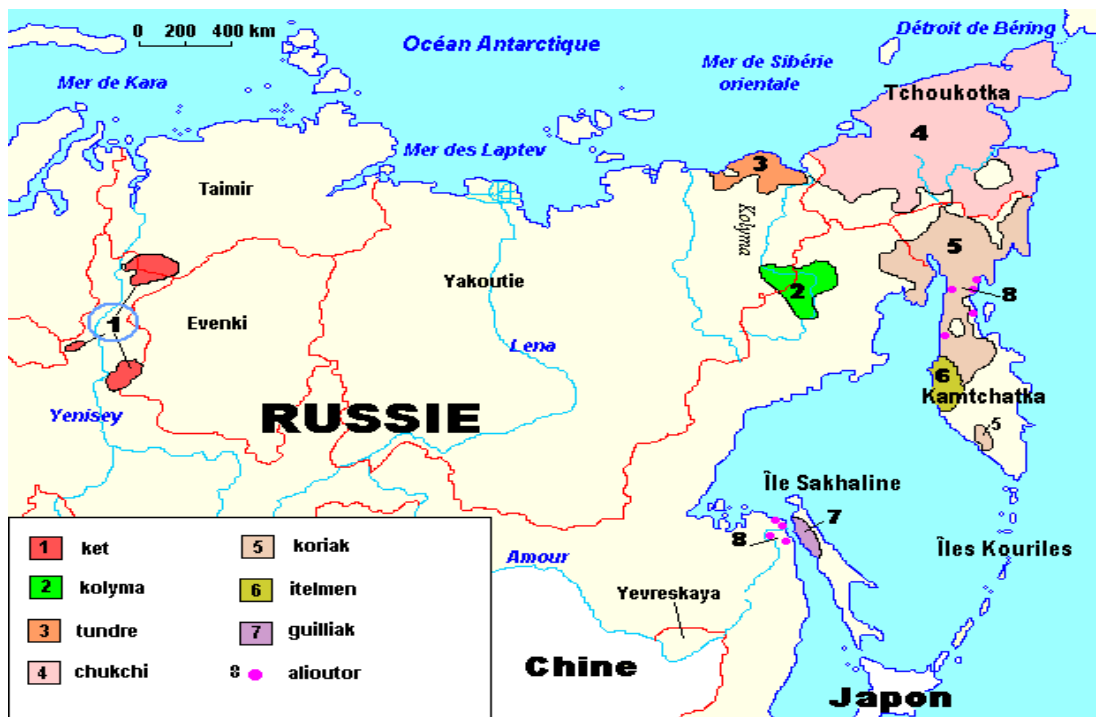 0 200 400 km
Océan Antarctique
Détroit de Béring
Mer de Kara
Mer de Sibérie
orientale
Tchoukotka
4
Mer des Laptev
3
Taimir
Kolyma
5
Yakoutie
2
8
1
Evenki
Lena
6
Kamtchatka
Yenisey
RUSSIE
5
Île Sakhaline
7
8
Îles Kouriles
Amour
Yevreskaya
Chine
Japon
1 ket
2 kolyma
3 tundre
4 chukchi
5 koriak
6 itelmen
7 guilliak
8 alioutor